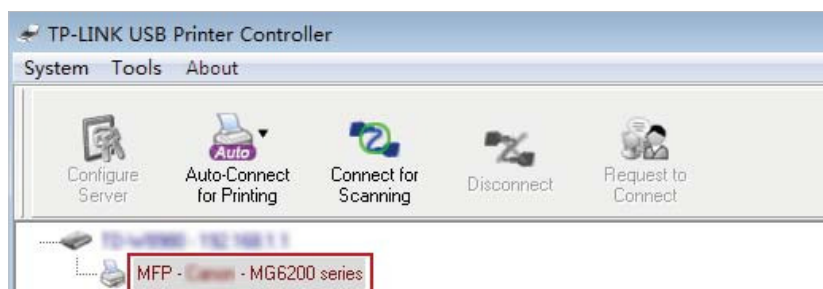 TP-LINK USB Printer Controller
System Tools About
Configure Server
Auto
Auto-Connect for Printing
Connect for Scanning
Disconnect
Request to Connect
MFP - - MG6200 series